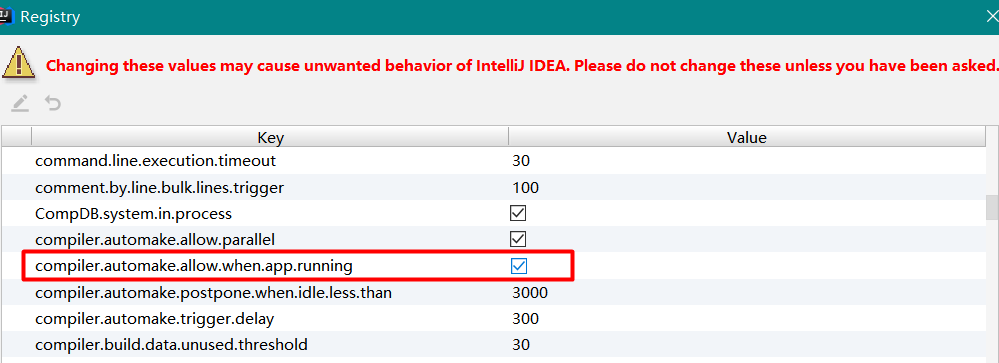 IJ Registry
Changing these values may cause unwanted behavior of IntelliJ IDEA. Please do not change these unless you have been asked.
Key Value
command.line.execution.timeout 30
comment.by.line.bulk.lines.trigger 100
CompDB.system.in.process
compiler.automake.allow.parallel
compiler.automake.allow.when.app.running
compiler.automake.postpone.when.idle.less.than 3000
compiler.automake.trigger.delay 300
compiler.build.data.unused.threshold 30